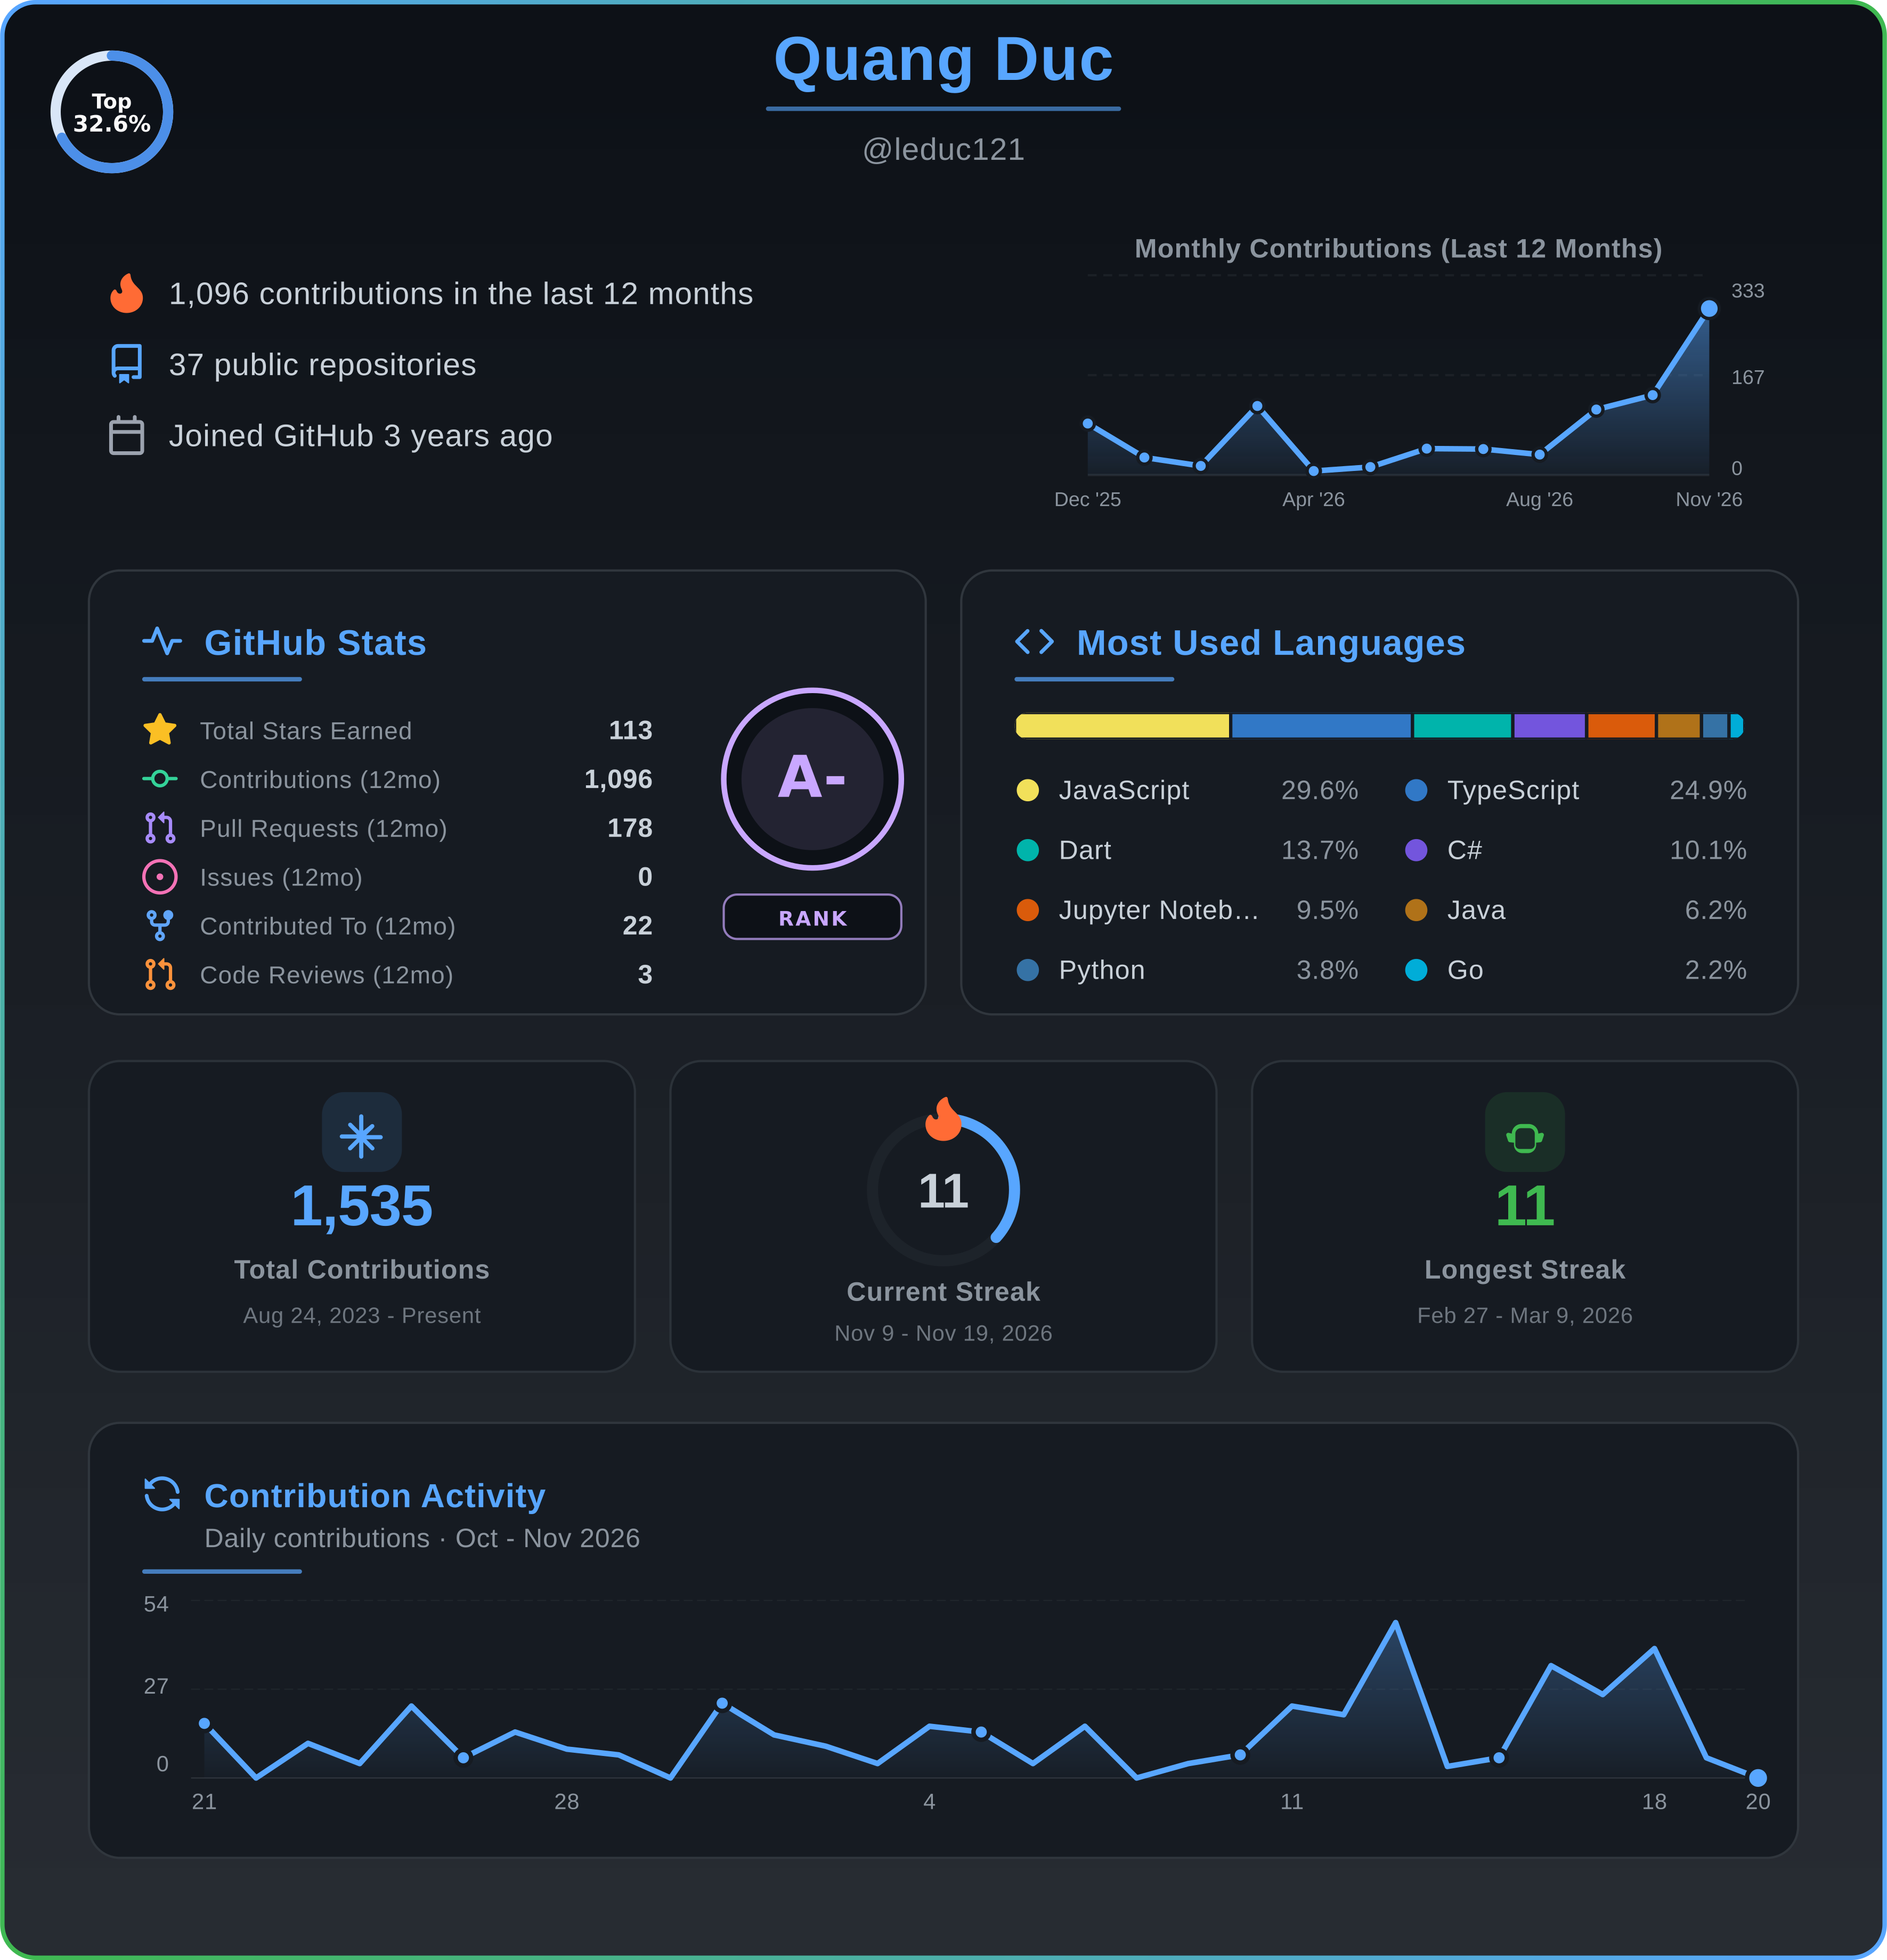 Top
32.6%
Quang Duc
@leduc121
1,096 contributions in the last 12 months
37 public repositories
Joined GitHub 3 years ago
Monthly Contributions (Last 12 Months)
333
167
0
Dec '25 Apr '26 Aug '26 Nov '26
GitHub Stats
Total Stars Earned 113
Contributions (12mo) 1,096
Pull Requests (12mo) 178
Issues (12mo) 0
Contributed To (12mo) 22
Code Reviews (12mo) 3
A-
RANK
Most Used Languages
JavaScript 29.6% TypeScript 24.9%
Dart 13.7% C# 10.1%
Jupyter Noteb... 9.5% Java 6.2%
Python 3.8% Go 2.2%
1,535
Total Contributions
Aug 24, 2023 - Present
11
Current Streak
Nov 9 - Nov 19, 2026
11
Longest Streak
Feb 27 - Mar 9, 2026
Contribution Activity
Daily contributions · Oct - Nov 2026
54
27
0
21 28 4 11 18 20